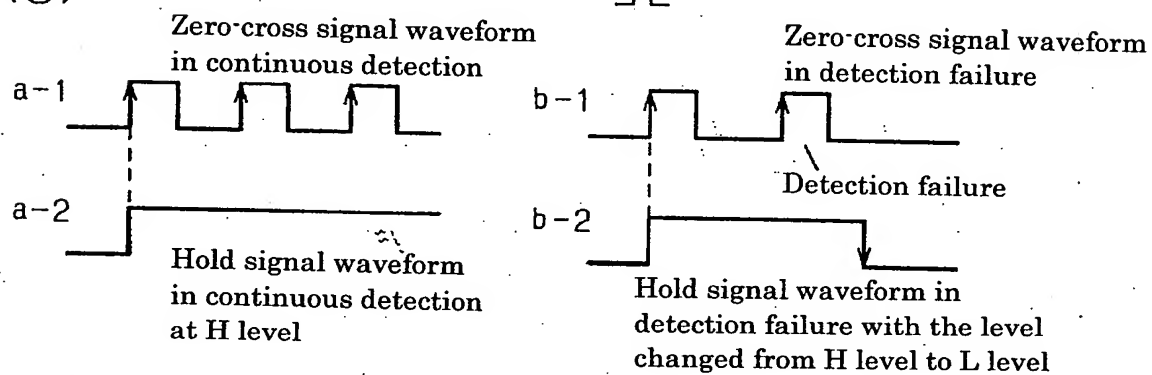 Zero-cross signal waveform
in continuous detection
a-1
a-2
Hold signal waveform
in continuous detection
at H level
Zero-cross signal waveform
in detection failure
b-1
Detection failure
b-2
Hold signal waveform in
detection failure with the level
changed from H level to L level